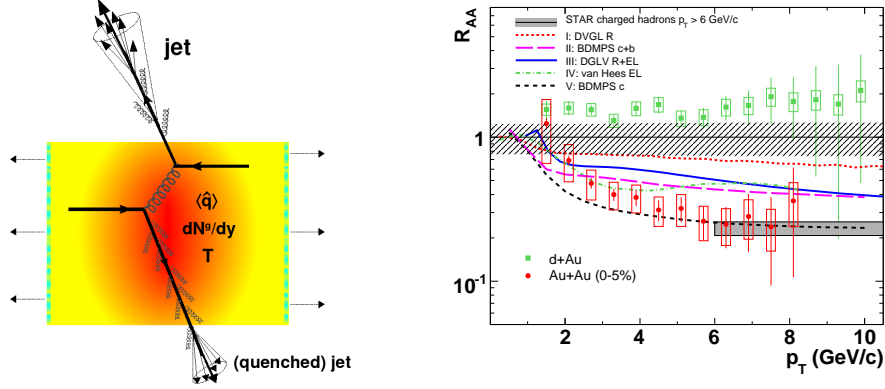 jet
⟨q̂⟩
dNᵍ/dy
T
(quenched) jet
R_AA
STAR charged hadrons p_T > 6 GeV/c
I: DVGL R
II: BDMPS c+b
III: DGLV R+EL
IV: van Hees EL
V: BDMPS c
1
10⁻¹
d+Au
Au+Au (0-5%)
2 4 6 8 10
p_T (GeV/c)